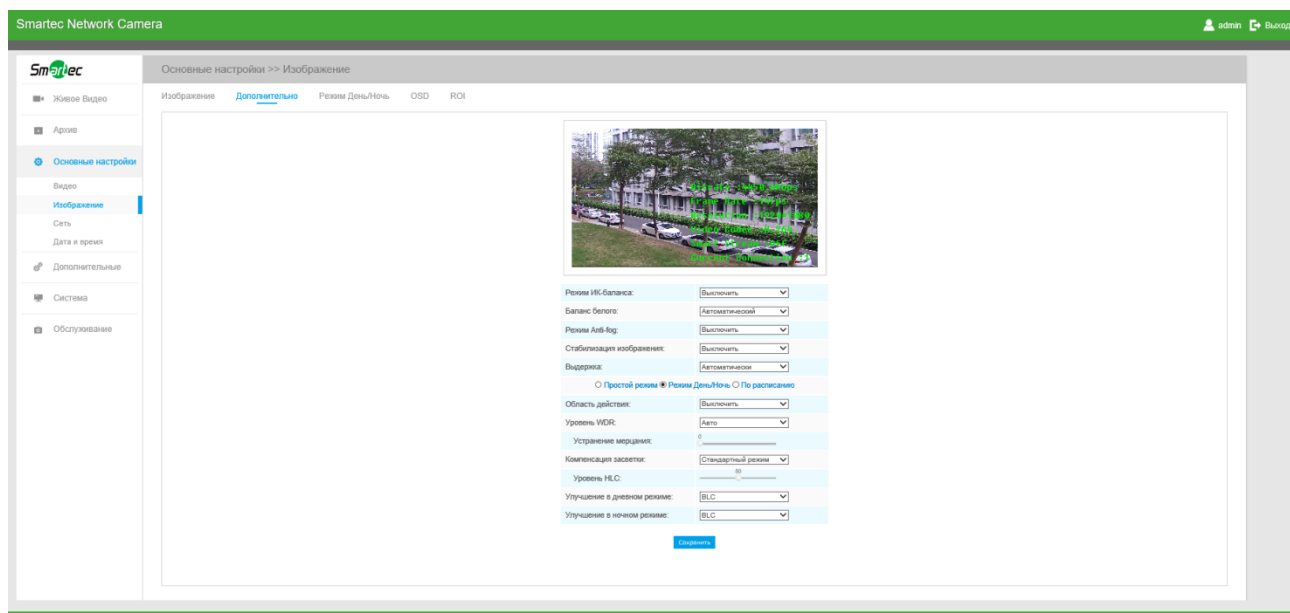 Smartec Network Camera
admin Выход
Smartec
Основные настройки >> Изображение
Живое Видео
Архив
Основные настройки
Видео
Изображение
Сеть
Дата и время
Дополнительные
Система
Обслуживание
Изображение Дополнительно Режим День/Ночь OSD ROI
Режим ИК-баланса: Выключить
Баланс белого: Автоматический
Режим Anti-fog: Выключить
Стабилизация изображения: Выключить
Выдержка: Автоматически
Простой режим Режим День/Ночь По расписанию
Область действия: Выключить
Уровень WDR: Авто
Устранение мерцания: 0
Компенсация засветки: Стандартный режим
Уровень HLC:
Улучшение в дневном режиме: BLC
Улучшение в ночном режиме: BLC
Сохранить